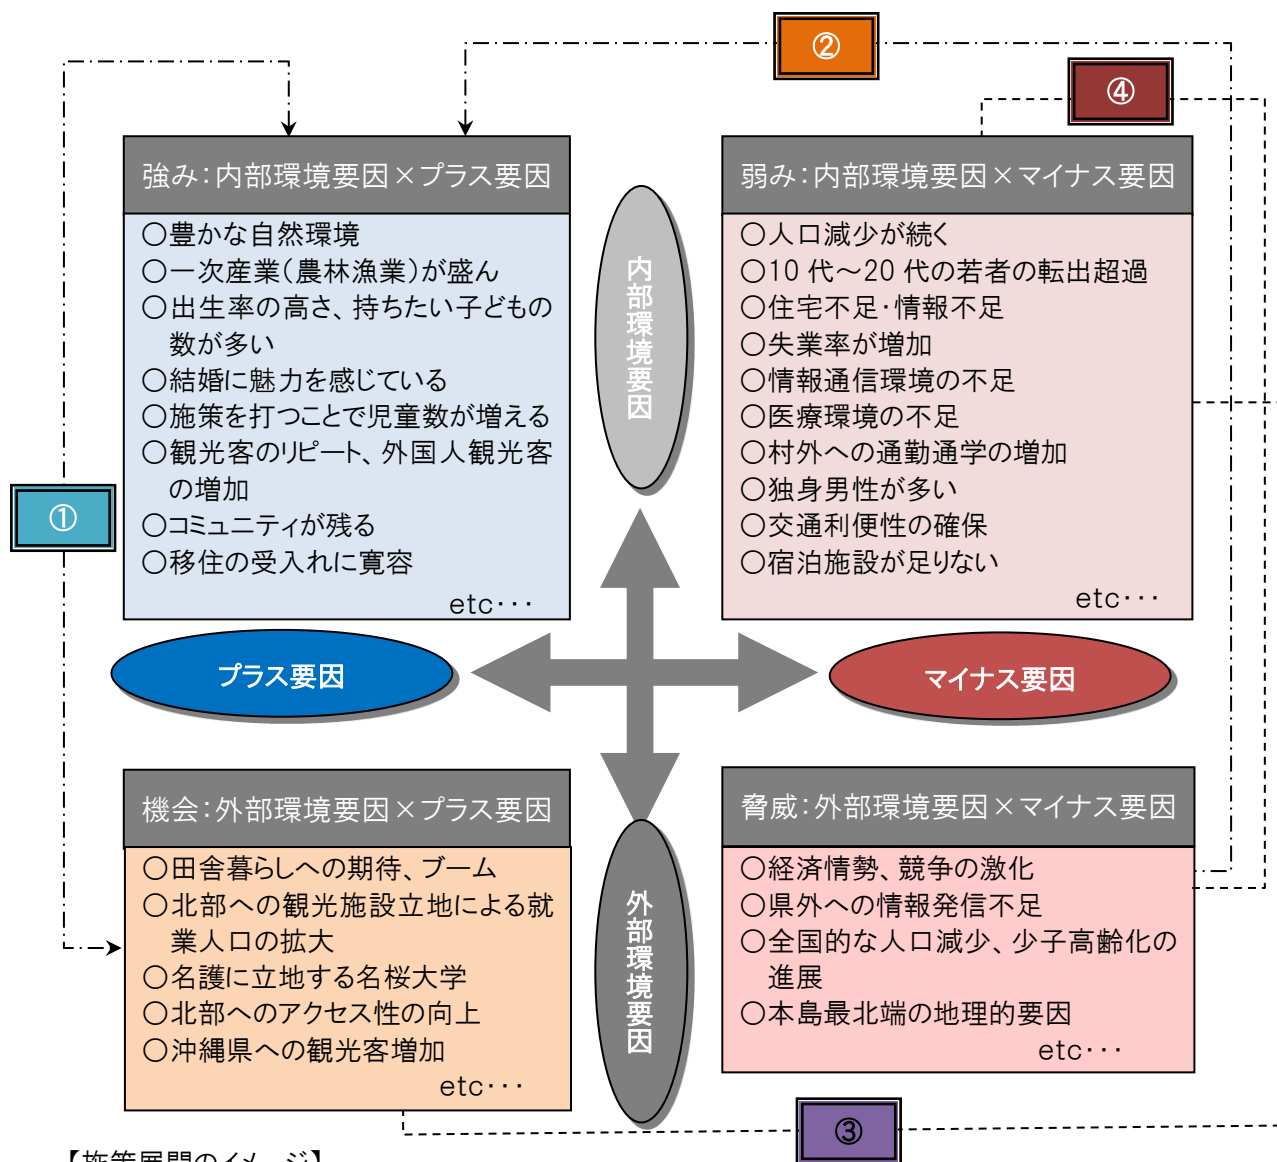 ②
④
強み：内部環境要因×プラス要因
○豊かな自然環境
○一次産業（農林漁業）が盛ん
○出生率の高さ、持ちたい子どもの
数が多い
○結婚に魅力を感じている
○施策を打つことで児童数が増える
○観光客のリピート、外国人観光客
の増加
○コミュニティが残る
○移住の受入れに寛容
etc･･･
内部環境要因
弱み：内部環境要因×マイナス要因
○人口減少が続く
○10 代～20 代の若者の転出超過
○住宅不足・情報不足
○失業率が増加
○情報通信環境の不足
○医療環境の不足
○村外への通勤通学の増加
○独身男性が多い
○交通利便性の確保
○宿泊施設が足りない
etc･･･
①
プラス要因
マイナス要因
機会：外部環境要因×プラス要因
○田舎暮らしへの期待、ブーム
○北部への観光施設立地による就
業人口の拡大
○名護に立地する名桜大学
○北部へのアクセス性の向上
○沖縄県への観光客増加
etc･･･
外部環境要因
脅威：外部環境要因×マイナス要因
○経済情勢、競争の激化
○県外への情報発信不足
○全国的な人口減少、少子高齢化の
進展
○本島最北端の地理的要因
etc･･･
③
【施策展開のイメージ】